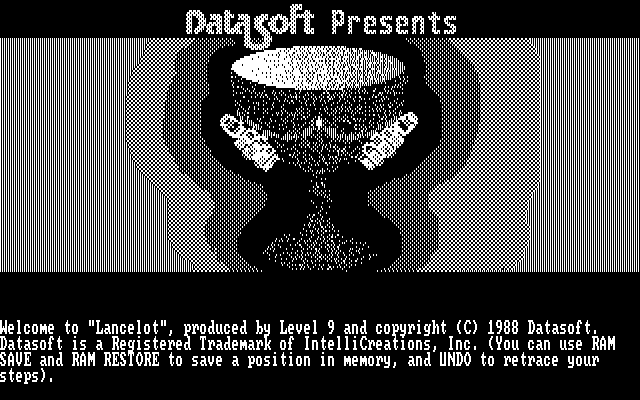 Datasoft Presents
Welcome to "Lancelot", produced by Level 9 and copyright (C) 1988 Datasoft.
Datasoft is a Registered Trademark of IntelliCreations, Inc. (You can use RAM
SAVE and RAM RESTORE to save a position in memory, and UNDO to retrace your
steps).